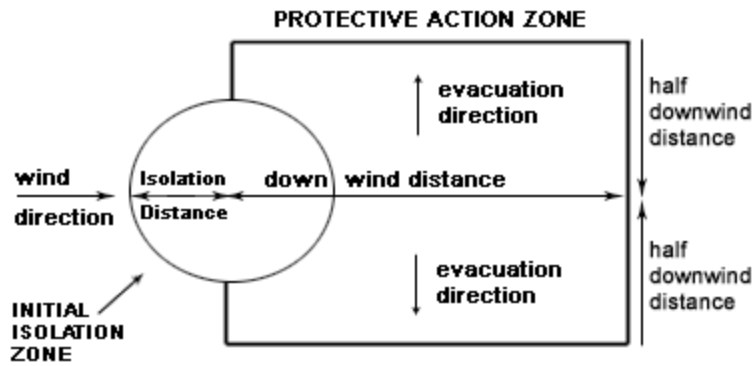 PROTECTIVE ACTION ZONE
evacuation
direction
half
downwind
distance
wind
direction
Isolation
Distance
down wind distance
evacuation
direction
half
downwind
distance
INITIAL
ISOLATION
ZONE